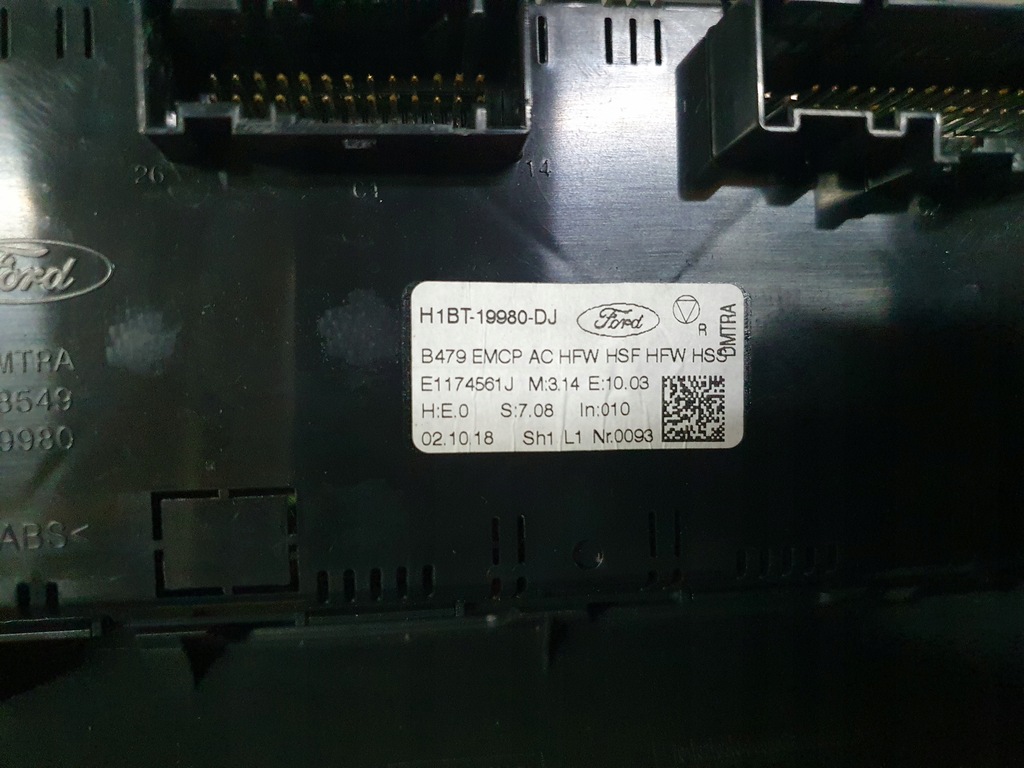 26
C1
14
Ford
H1BT-19980-DJ Ford R DMTRA
B479 EMCP AC HFW HSF HFW HSS
E1174561J M:3.14 E:10.03
H:E.0 S:7.08 In:010
02.10.18 Sh1 L1 Nr.0093
MTRA
8549
9980
ABS<